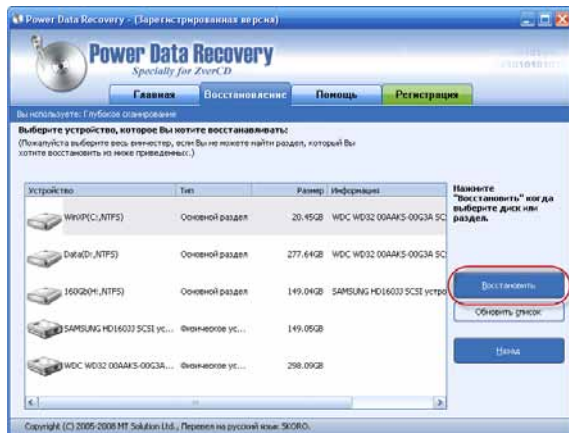 Power Data Recovery - (Зарегистрированная версия)
Power Data Recovery
Specially for ZverCD
Главная Восстановление Помощь Регистрация
Вы используете: Глубокое сканирование
Выберите устройство, которое Вы хотите восстанавливать:
(Пожалуйста выберите весь винчестер, если Вы не можете найти раздел, который Вы
хотите восстановить из ниже приведенных.)
Устройство Тип Размер Информация
WinXP(C:,NTFS) Основной раздел 20.45GB WDC WD32 00AAKS-00G3A SC
Data(D:,NTFS) Основной раздел 277.64GB WDC WD32 00AAKS-00G3A SC
160Gb(H:,NTFS) Основной раздел 149.04GB SAMSUNG HD160JJ SCSI устро
SAMSUNG HD160JJ SCSI ус... Физическое ус... 149.05GB
WDC WD32 00AAKS-00G3A... Физическое ус... 298.09GB
Нажмите
"Восстановить" когда
выберите диск или
раздел.
Восстановить
Обновить список
Назад
Copyright (C) 2005-2008 MT Solution Ltd., Перевел на русский язык SKORO.